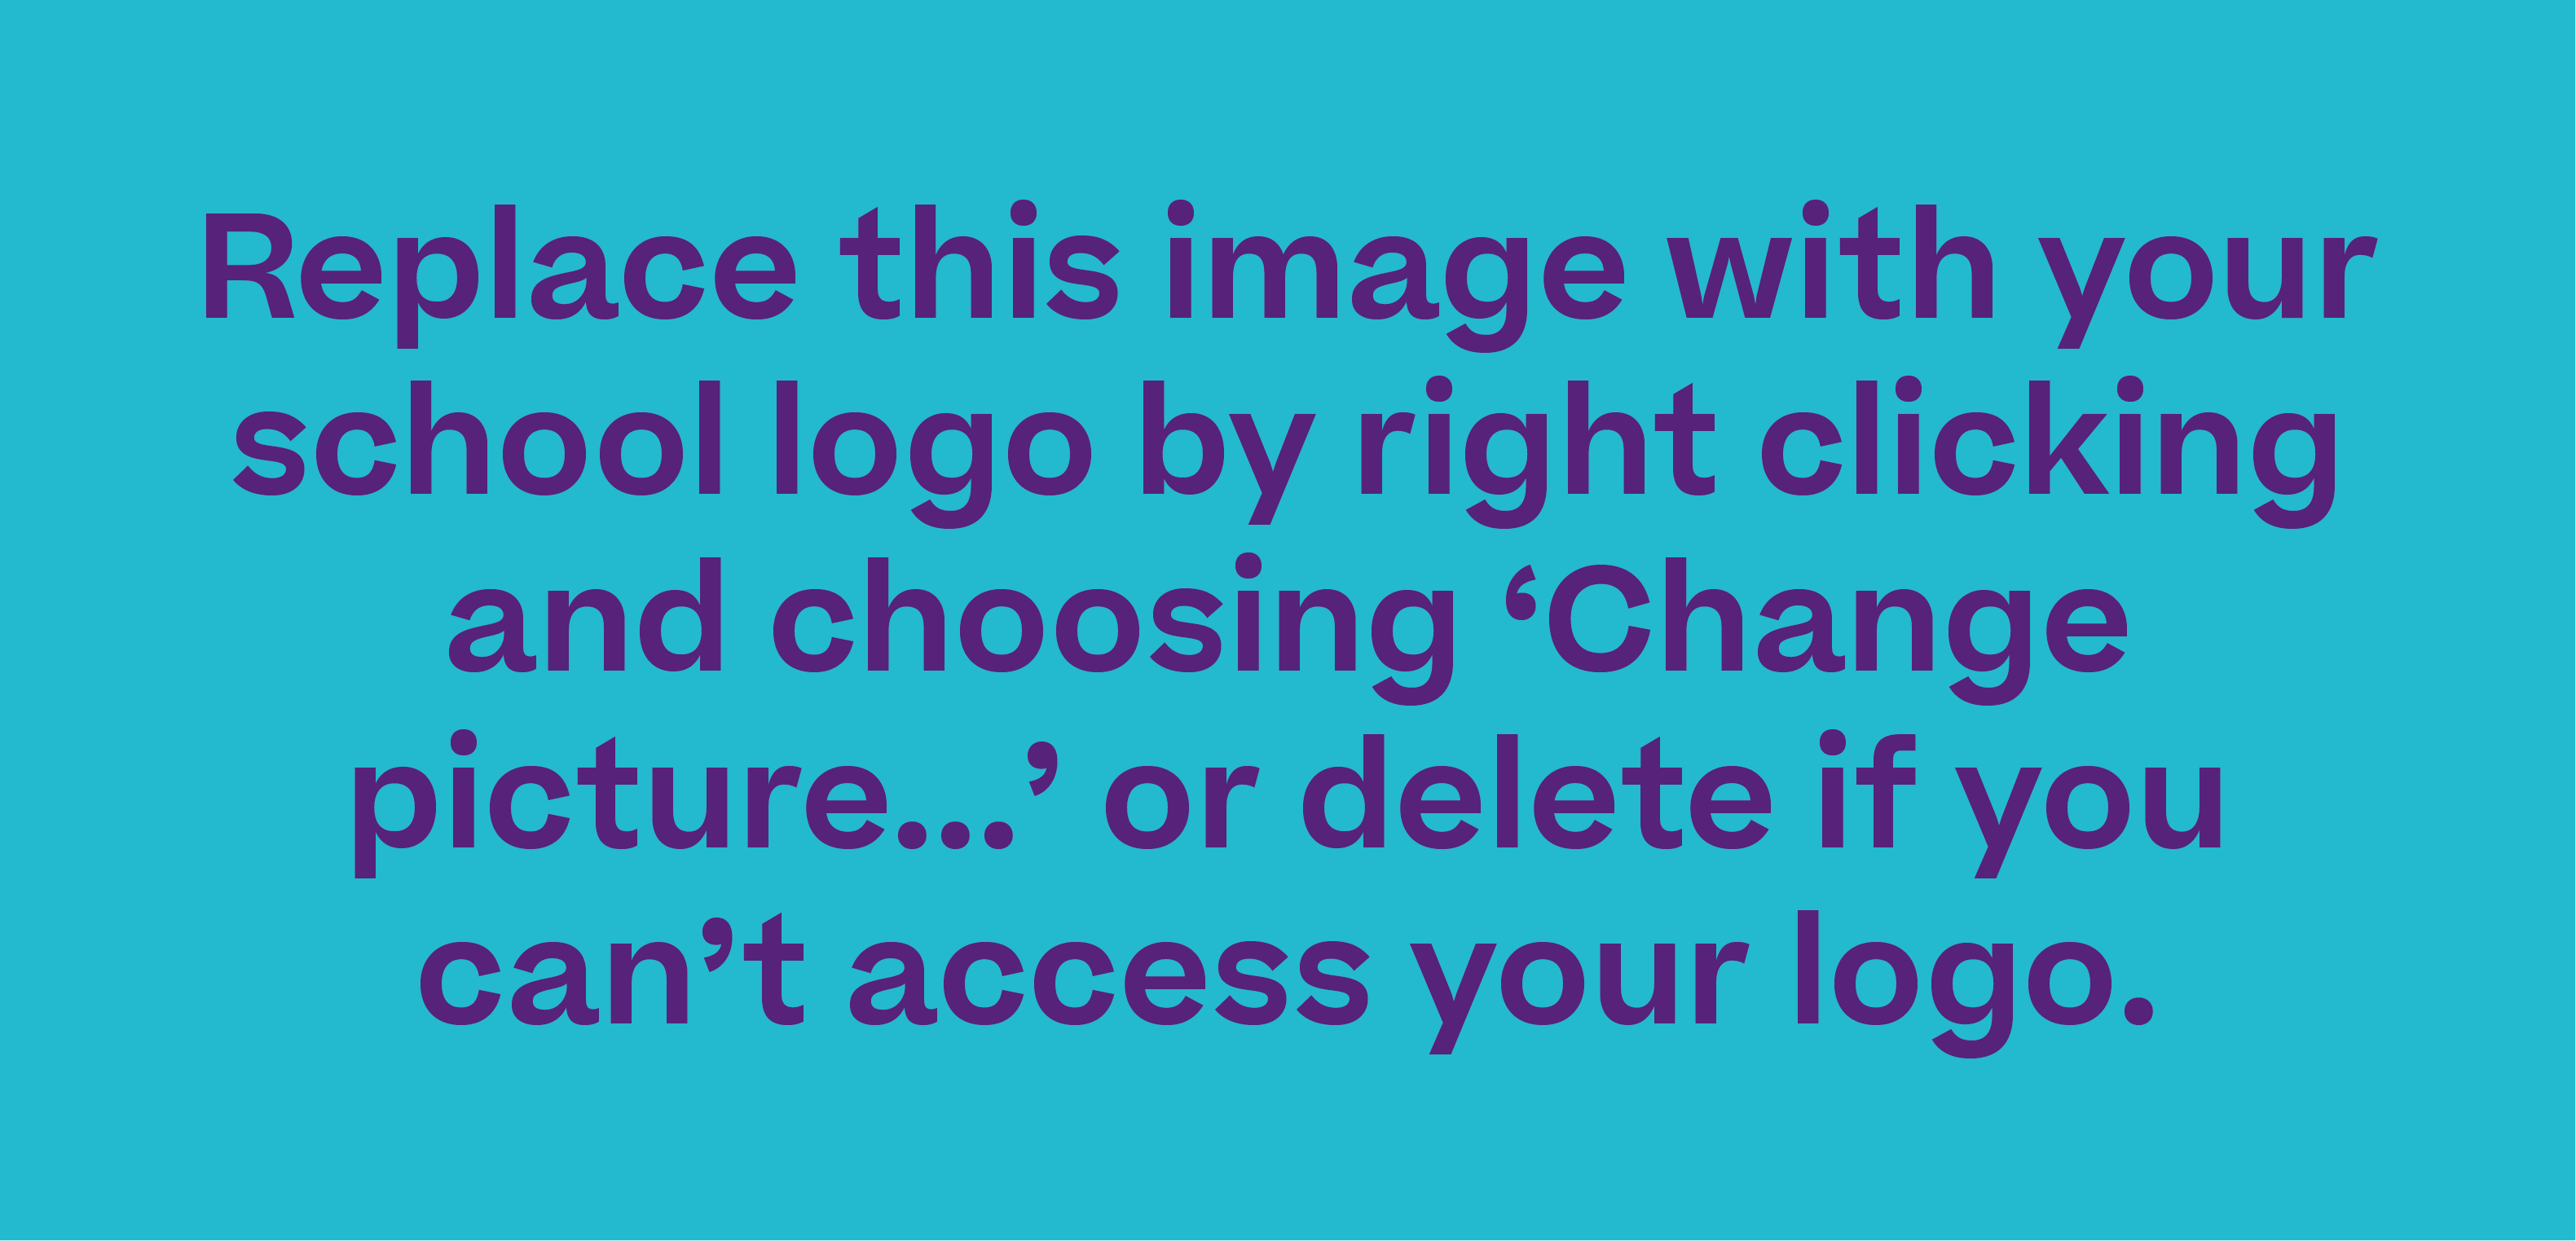 Replace this image with your
school logo by right clicking
and choosing ‘Change
picture...’ or delete if you
can’t access your logo.